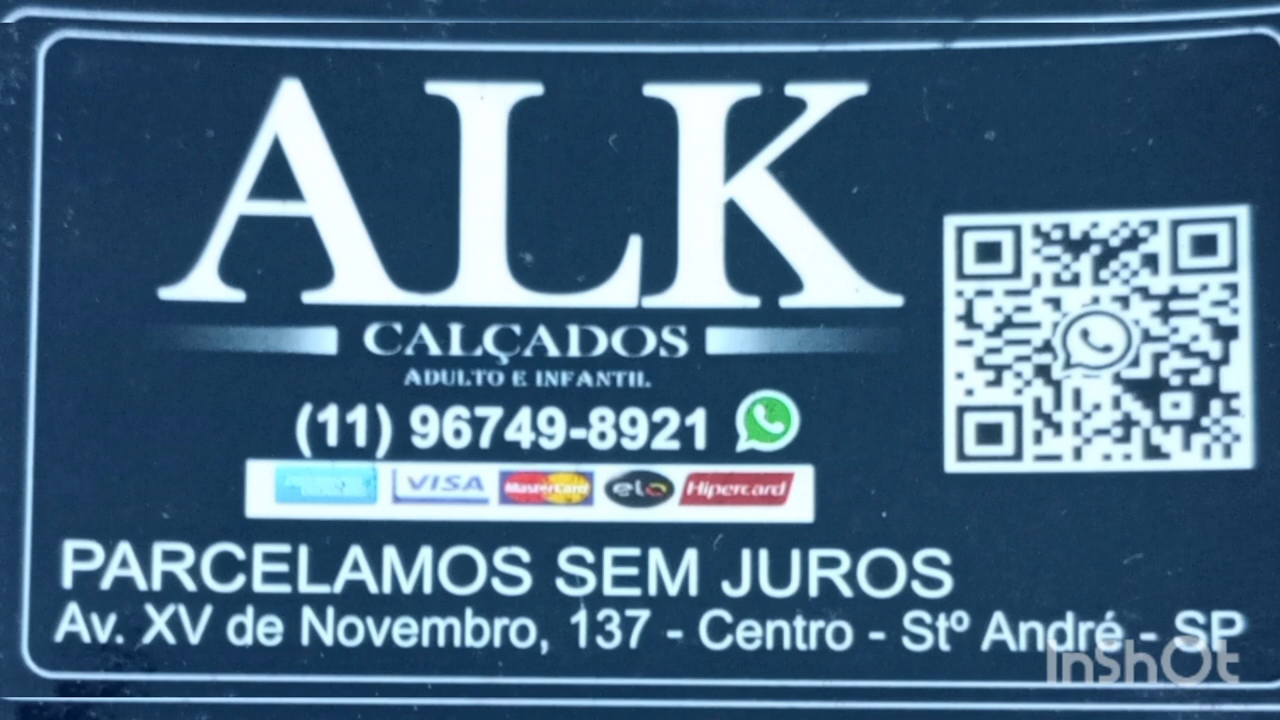 ALK
CALÇADOS
ADULTO E INFANTIL
(11) 96749-8921
VISA MasterCard elo Hipercard
PARCELAMOS SEM JUROS
Av. XV de Novembro, 137 - Centro - Stº André - SP
InShOt